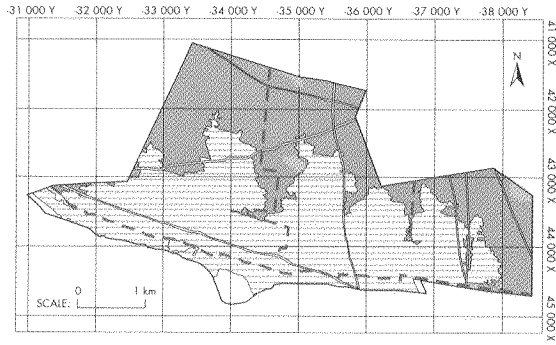 -31 000 Y -32 000 Y -33 000 Y -34 000 Y -35 000 Y -36 000 Y -37 000 Y -38 000 Y
41 000 X
N
42 000 X
43 000 X
44 000 X
0 1 km
SCALE:
45 000 X